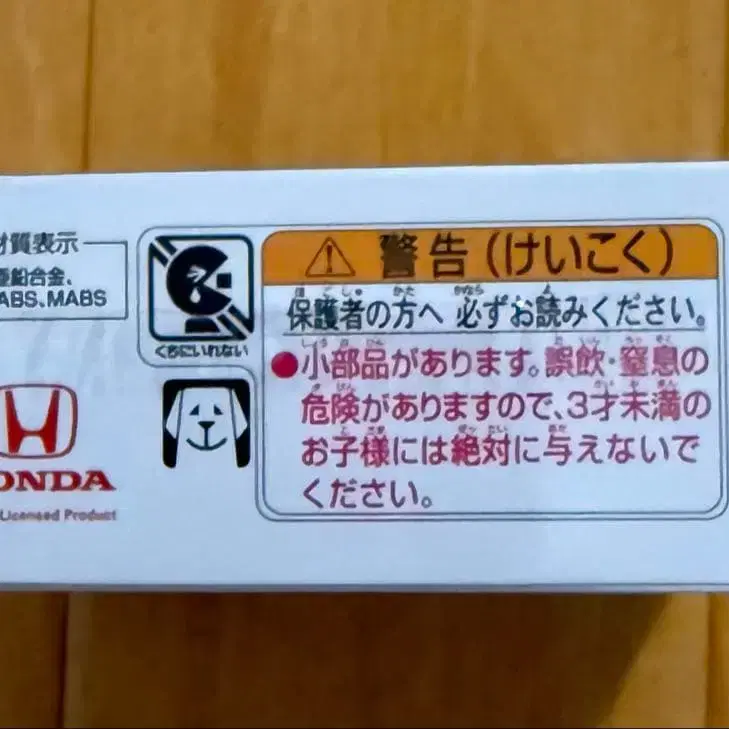 材質表示
亜鉛合金、
ABS、MABS
HONDA
Licensed Product
くちにいれない
警告（けいこく）
保護者の方へ 必ずお読みください。
●小部品があります。誤飲・窒息の
危険がありますので、3才未満の
お子様には絶対に与えないで
ください。